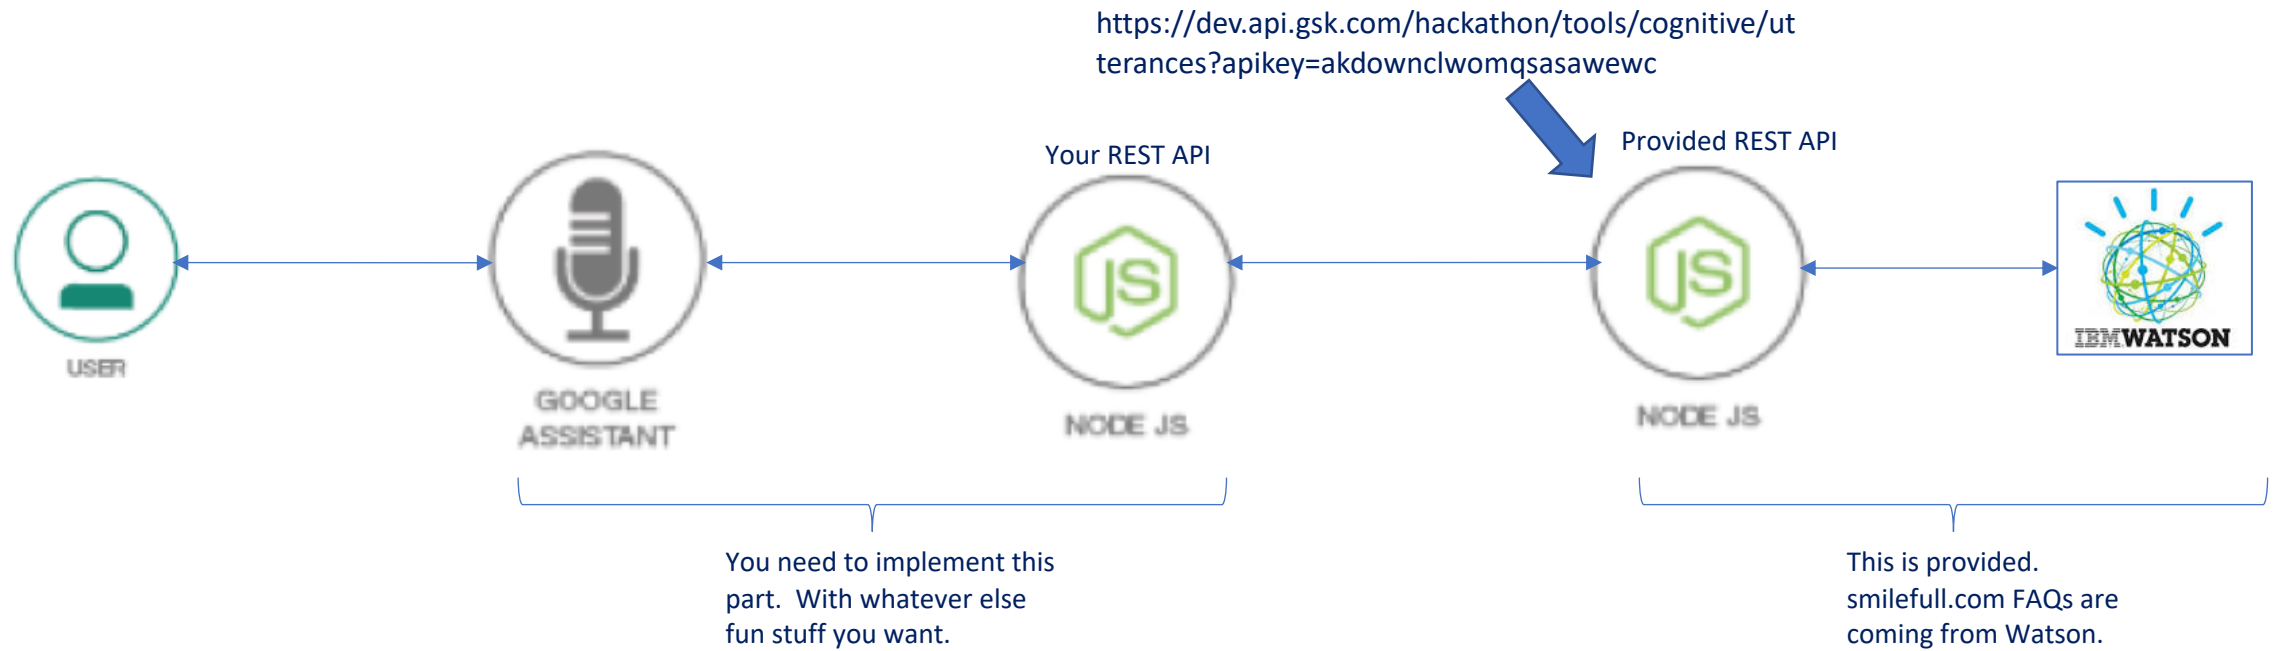 https://dev.api.gsk.com/hackathon/tools/cognitive/ut
terances?apikey=akdownclwomqsasawewc
Your REST API
Provided REST API
USER
GOOGLE
ASSISTANT
JS
NODE JS
JS
NODE JS
IBM WATSON
You need to implement this
part.  With whatever else
fun stuff you want.
This is provided.
smilefull.com FAQs are
coming from Watson.